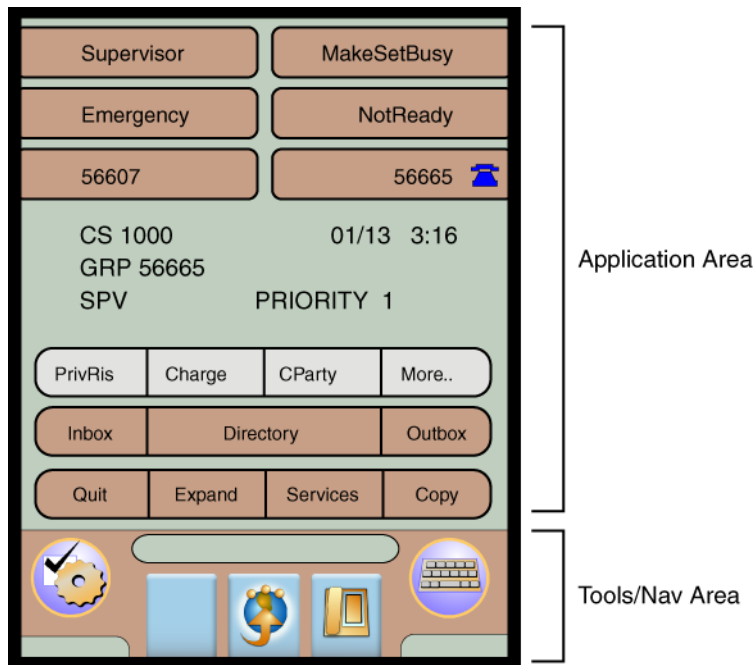 Supervisor MakeSetBusy
Emergency NotReady
56607 56665
CS 1000 01/13 3:16
GRP 56665
SPV PRIORITY 1
Application Area
PrivRls Charge CParty More..
Inbox Directory Outbox
Quit Expand Services Copy
Tools/Nav Area